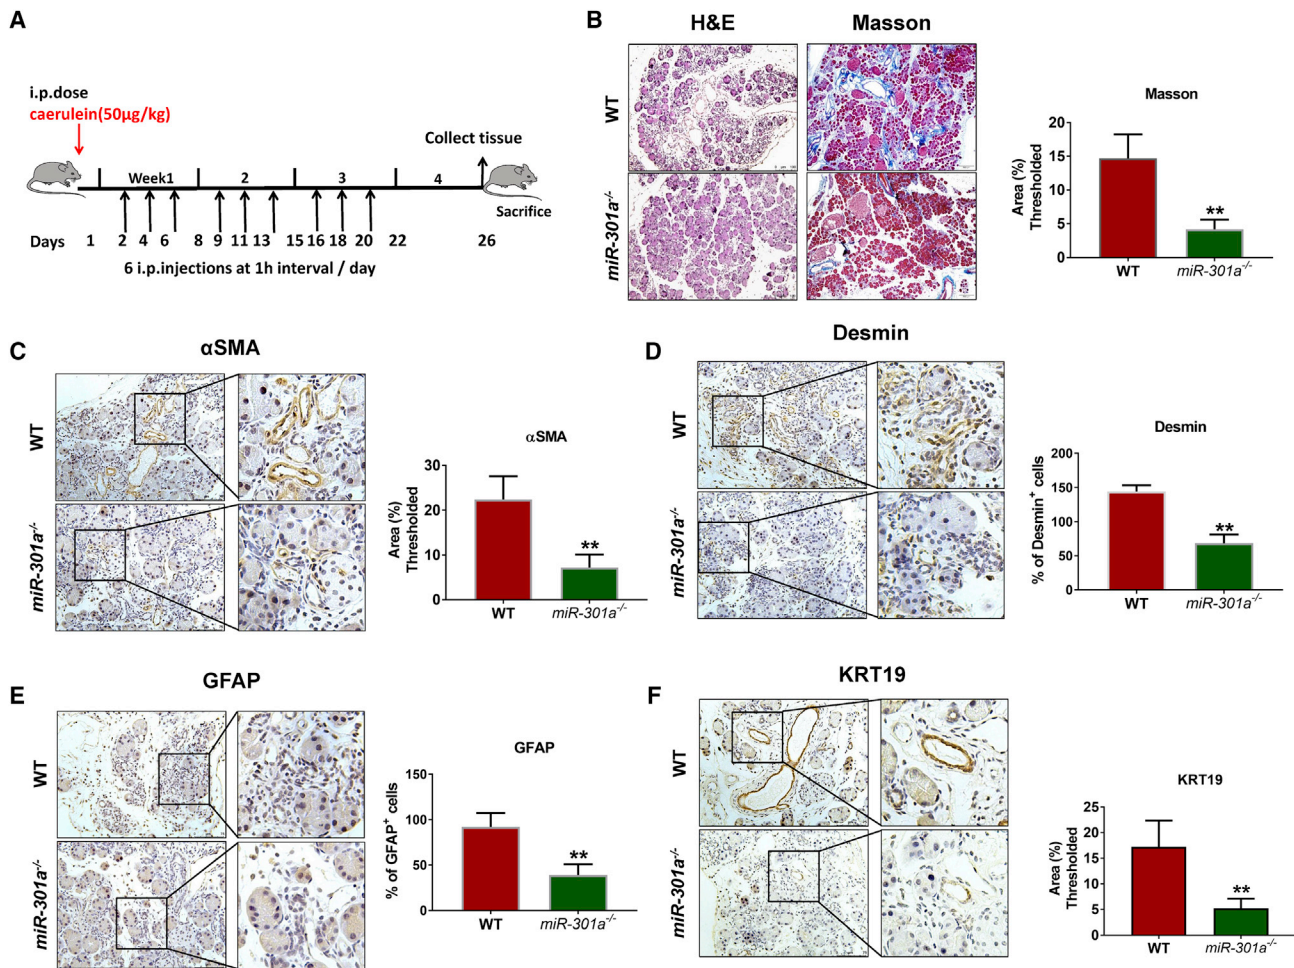 A
i.p.dose
caerulein(50µg/kg)
Collect tissue
Week1 2 3 4
Sacrifice
Days 1 2 4 6 8 9 11 13 15 16 18 20 22 26
6 i.p.injections at 1h interval / day
B
H&E Masson
WT
miR-301a-/-
Masson
Area (%)
Thresholded
20
15
10
5
0
**
WT miR-301a-/-
C
αSMA
WT
miR-301a-/-
αSMA
Area (%)
Thresholded
30
20
10
0
**
WT miR-301a-/-
D
Desmin
WT
miR-301a-/-
Desmin
% of Desmin+ cells
200
150
100
50
0
**
WT miR-301a-/-
E
GFAP
WT
miR-301a-/-
GFAP
% of GFAP+ cells
150
100
50
0
**
WT miR-301a-/-
F
KRT19
WT
miR-301a-/-
KRT19
Area (%)
Thresholded
25
20
15
10
5
0
**
WT miR-301a-/-